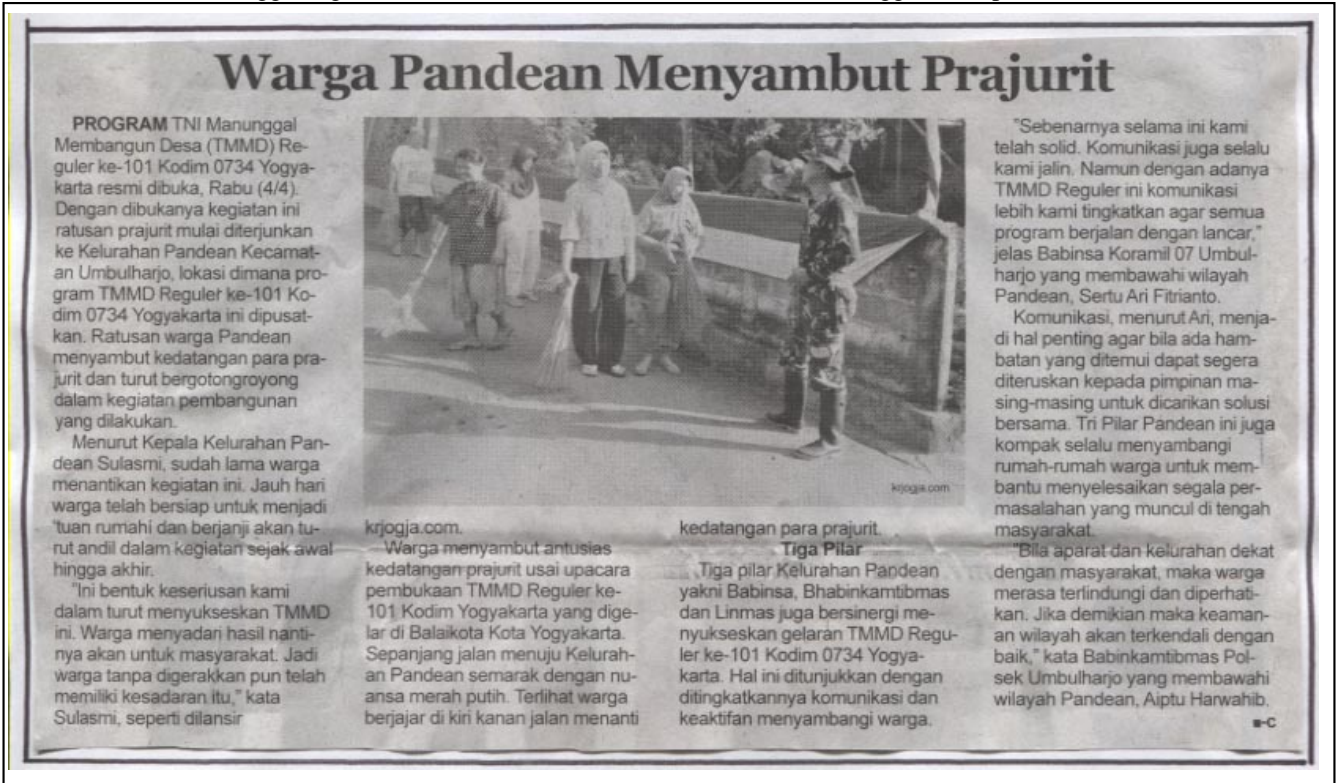 Warga Pandean Menyambut Prajurit
PROGRAM TNI Manunggal
Membangun Desa (TMMD) Re-
guler ke-101 Kodim 0734 Yogya-
karta resmi dibuka, Rabu (4/4).
Dengan dibukanya kegiatan ini
ratusan prajurit mulai diterjunkan
ke Kelurahan Pandean Kecamat-
an Umbulharjo, lokasi dimana pro-
gram TMMD Reguler ke-101 Ko-
dim 0734 Yogyakarta ini dipusat-
kan. Ratusan warga Pandean
menyambut kedatangan para pra-
jurit dan turut bergotongroyong
dalam kegiatan pembangunan
yang dilakukan.
Menurut Kepala Kelurahan Pan-
dean Sulasmi, sudah lama warga
menantikan kegiatan ini. Jauh hari
warga telah bersiap untuk menjadi
'tuan rumahi dan berjanji akan tu-
rut andil dalam kegiatan sejak awal
hingga akhir.
"Ini bentuk keseriusan kami
dalam turut menyukseskan TMMD
ini. Warga menyadari hasil nanti-
nya akan untuk masyarakat. Jadi
warga tanpa digerakkan pun telah
memiliki kesadaran itu," kata
Sulasmi, seperti dilansir
krjogja.com
krjogja.com.
Warga menyambut antusias
kedatangan prajurit usai upacara
pembukaan TMMD Reguler ke-
101 Kodim Yogyakarta yang dige-
lar di Balaikota Kota Yogyakarta.
Sepanjang jalan menuju Kelurah-
an Pandean semarak dengan nu-
ansa merah putih. Terlihat warga
berjajar di kiri kanan jalan menanti
kedatangan para prajurit.
Tiga Pilar
Tiga pilar Kelurahan Pandean
yakni Babinsa, Bhabinkamtibmas
dan Linmas juga bersinergi me-
nyukseskan gelaran TMMD Regu-
ler ke-101 Kodim 0734 Yogya-
karta. Hal ini ditunjukkan dengan
ditingkatkannya komunikasi dan
keaktifan menyambangi warga.
"Sebenarnya selama ini kami
telah solid. Komunikasi juga selalu
kami jalin. Namun dengan adanya
TMMD Reguler ini komunikasi
lebih kami tingkatkan agar semua
program berjalan dengan lancar,"
jelas Babinsa Koramil 07 Umbul-
harjo yang membawahi wilayah
Pandean, Sertu Ari Fitrianto.
Komunikasi, menurut Ari, menja-
di hal penting agar bila ada ham-
batan yang ditemui dapat segera
diteruskan kepada pimpinan ma-
sing-masing untuk dicarikan solusi
bersama. Tri Pilar Pandean ini juga
kompak selalu menyambangi
rumah-rumah warga untuk mem-
bantu menyelesaikan segala per-
masalahan yang muncul di tengah
masyarakat.
"Bila aparat dan kelurahan dekat
dengan masyarakat, maka warga
merasa terlindungi dan diperhati-
kan. Jika demikian maka keaman-
an wilayah akan terkendali dengan
baik," kata Babinkamtibmas Pol-
sek Umbulharjo yang membawahi
wilayah Pandean, Aiptu Harwahib.
■-C